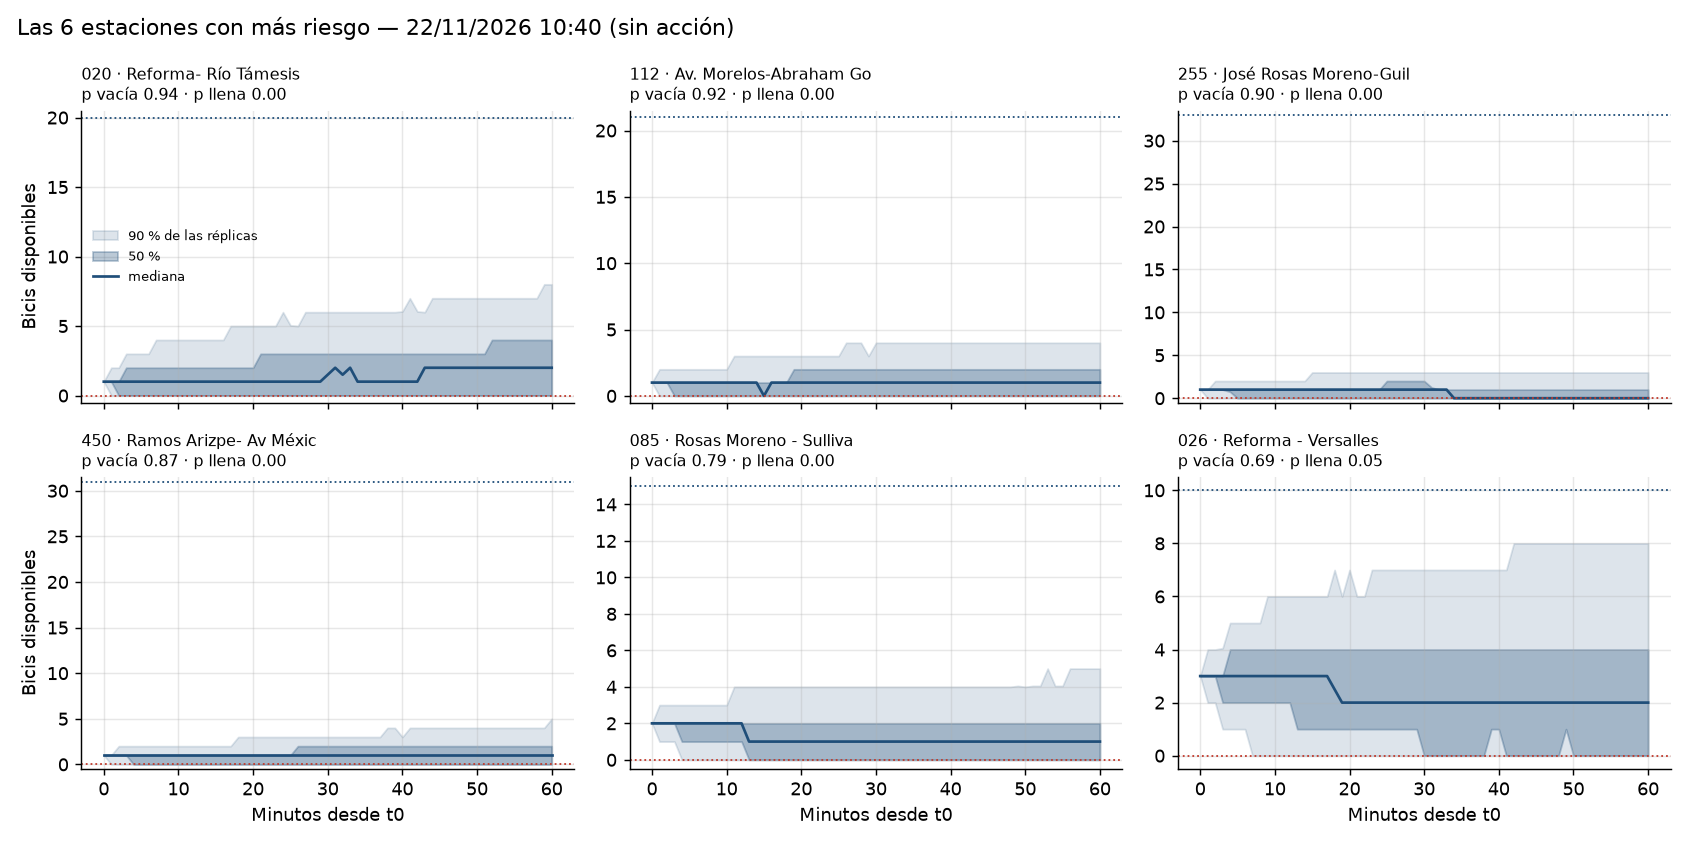 Las 6 estaciones con más riesgo — 22/11/2026 10:40 (sin acción)
020 · Reforma- Río Támesis
p vacía 0.94 · p llena 0.00
20
15
10
5
0
Bicis disponibles
90 % de las réplicas
50 %
mediana
112 · Av. Morelos-Abraham Go
p vacía 0.92 · p llena 0.00
20
15
10
5
0
255 · José Rosas Moreno-Guil
p vacía 0.90 · p llena 0.00
30
25
20
15
10
5
0
450 · Ramos Arizpe- Av Méxic
p vacía 0.87 · p llena 0.00
30
25
20
15
10
5
0
Bicis disponibles
0 10 20 30 40 50 60
Minutos desde t0
085 · Rosas Moreno - Sulliva
p vacía 0.79 · p llena 0.00
14
12
10
8
6
4
2
0
0 10 20 30 40 50 60
Minutos desde t0
026 · Reforma - Versalles
p vacía 0.69 · p llena 0.05
10
8
6
4
2
0
0 10 20 30 40 50 60
Minutos desde t0